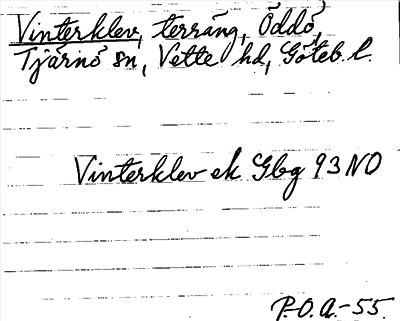 Vinterklev, terräng, Öddö,
Tjärnö sn, Vette hd, Göteb. l.
Vinterklev ek Gbg 93 NO
P.O.A.-55.